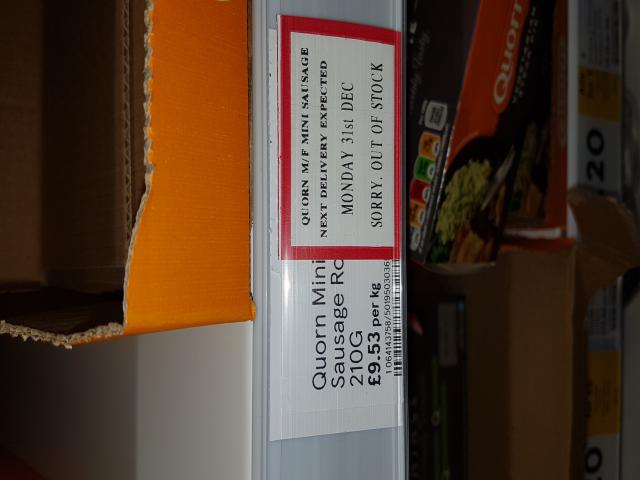 QUORN M/F MINI SAUSAGE
NEXT DELIVERY EXPECTED
MONDAY 31st DEC
SORRY. OUT OF STOCK
Quorn Mini
Sausage Ro
210G
£9.53 per kg
Quorn
20